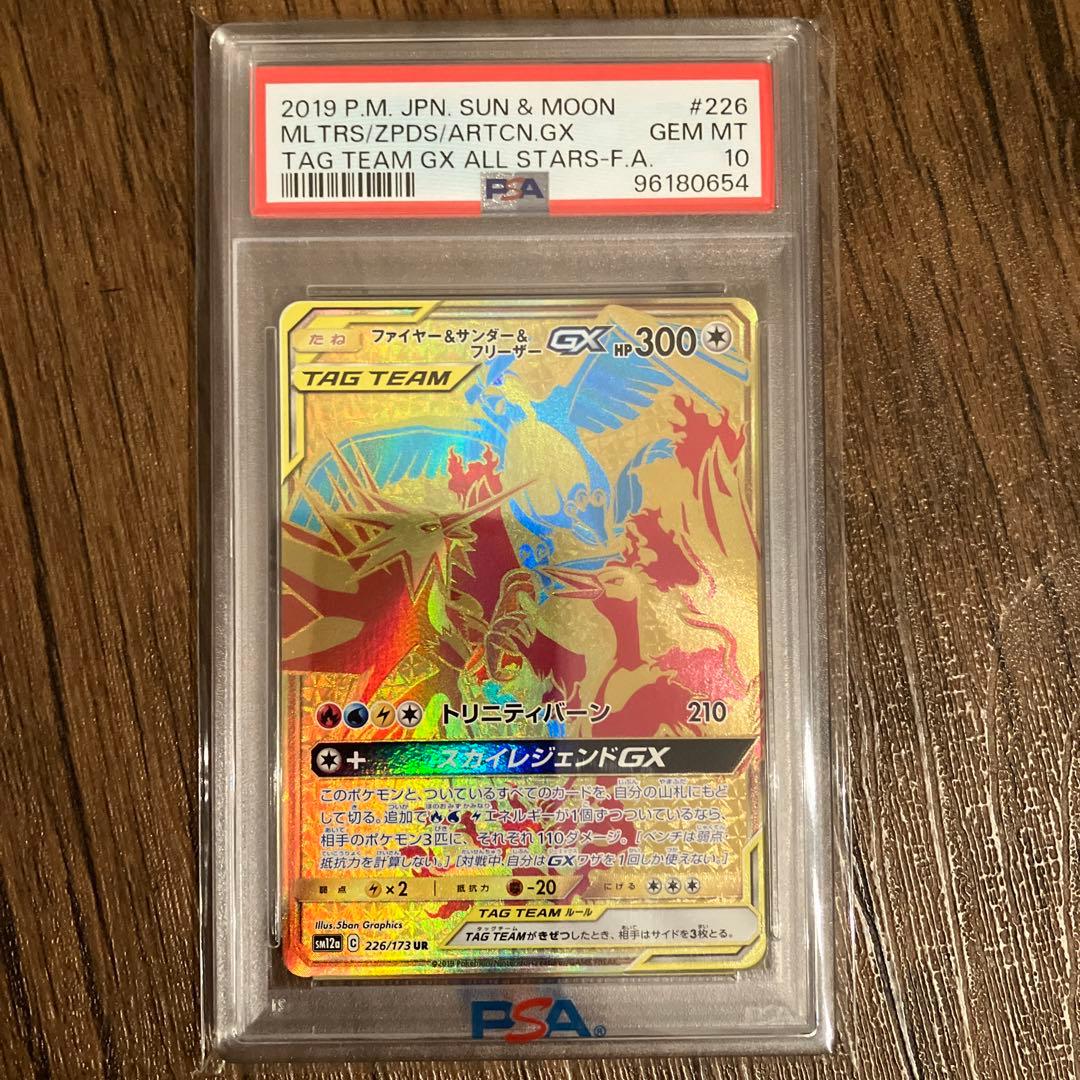 2019 P.M. JPN. SUN & MOON #226
MLTRS/ZPDS/ARTCN.GX GEM MT
TAG TEAM GX ALL STARS-F.A. 10
PSA 96180654
たね ファイヤー&サンダー&
フリーザー GX HP300
TAG TEAM
トリニティバーン 210
+ スカイレジェンドGX
このポケモンと、ついているすべてのカードを、自分の山札にもど
して切る。追加でエネルギーが1個ずつついているなら、
相手のポケモン3匹に、それぞれ110ダメージ。[ベンチは弱点・
抵抗力を計算しない。][対戦中、自分はGXワザを1回しか使えない。]
弱点 ×2 抵抗力 -20 にげる
TAG TEAM ルール
TAG TEAMがきぜつしたとき、相手はサイドを3枚とる。
Illus.5ban Graphics
sm12a C 226/173 UR
©2019 Pokémon/Nintendo
PSA®